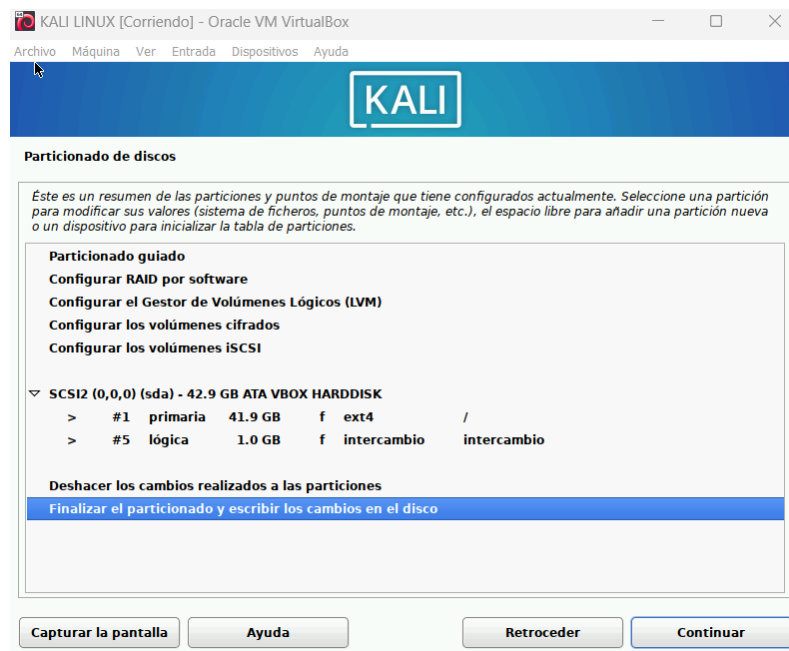 KALI LINUX [Corriendo] - Oracle VM VirtualBox
Archivo Máquina Ver Entrada Dispositivos Ayuda
KALI
Particionado de discos
Éste es un resumen de las particiones y puntos de montaje que tiene configurados actualmente. Seleccione una partición
para modificar sus valores (sistema de ficheros, puntos de montaje, etc.), el espacio libre para añadir una partición nueva
o un dispositivo para inicializar la tabla de particiones.
Particionado guiado
Configurar RAID por software
Configurar el Gestor de Volúmenes Lógicos (LVM)
Configurar los volúmenes cifrados
Configurar los volúmenes iSCSI
SCSI2 (0,0,0) (sda) - 42.9 GB ATA VBOX HARDDISK
> #1 primaria 41.9 GB f ext4 /
> #5 lógica 1.0 GB f intercambio intercambio
Deshacer los cambios realizados a las particiones
Finalizar el particionado y escribir los cambios en el disco
Capturar la pantalla Ayuda Retroceder Continuar